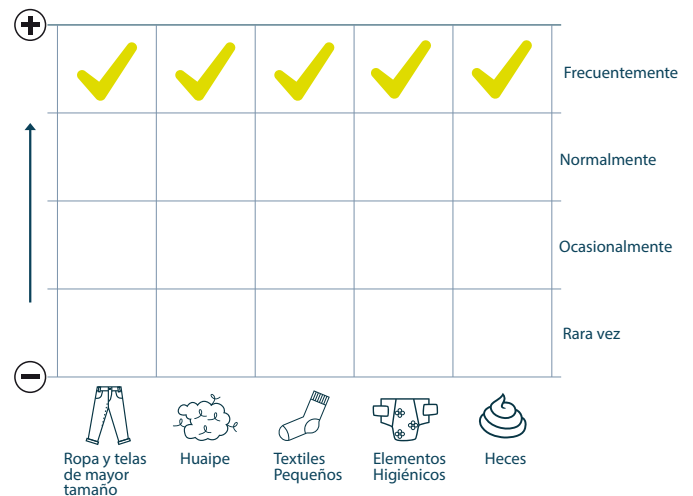 Frecuentemente
Normalmente
Ocasionalmente
Rara vez
Ropa y telas
de mayor
tamaño
Huaipe
Textiles
Pequeños
Elementos
Higiénicos
Heces